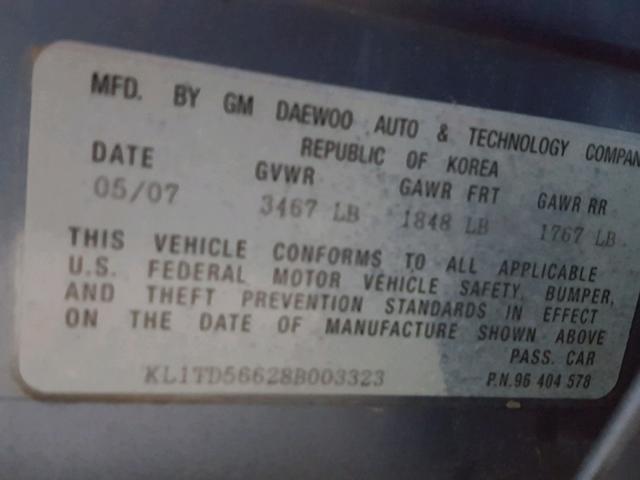 MFD. BY GM DAEWOO AUTO & TECHNOLOGY COMPAN
REPUBLIC OF KOREA
DATE GVWR GAWR FRT GAWR RR
05/07 3467 LB 1848 LB 1767 LB
THIS VEHICLE CONFORMS TO ALL APPLICABLE
U.S. FEDERAL MOTOR VEHICLE SAFETY, BUMPER,
AND THEFT PREVENTION STANDARDS IN EFFECT
ON THE DATE OF MANUFACTURE SHOWN ABOVE
PASS. CAR
KL1TD56628B003323 P.N.96 404 578